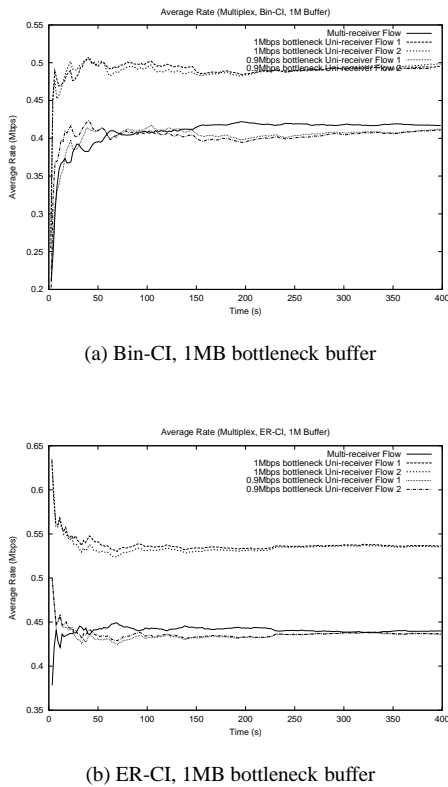 Average Rate (Multiplex, Bin-CI, 1M Buffer)
0.55
0.5
0.45
0.4
0.35
0.3
0.25
0.2
Average Rate (Mbps)
Multi-receiver Flow
1Mbps bottleneck Uni-receiver Flow 1
1Mbps bottleneck Uni-receiver Flow 2
0.9Mbps bottleneck Uni-receiver Flow 1
0.9Mbps bottleneck Uni-receiver Flow 2
0 50 100 150 200 250 300 350 400
Time (s)
(a) Bin-CI, 1MB bottleneck buffer
Average Rate (Multiplex, ER-CI, 1M Buffer)
0.65
0.6
0.55
0.5
0.45
0.4
0.35
Average Rate (Mbps)
Multi-receiver Flow
1Mbps bottleneck Uni-receiver Flow 1
1Mbps bottleneck Uni-receiver Flow 2
0.9Mbps bottleneck Uni-receiver Flow 1
0.9Mbps bottleneck Uni-receiver Flow 2
0 50 100 150 200 250 300 350 400
Time (s)
(b) ER-CI, 1MB bottleneck buffer